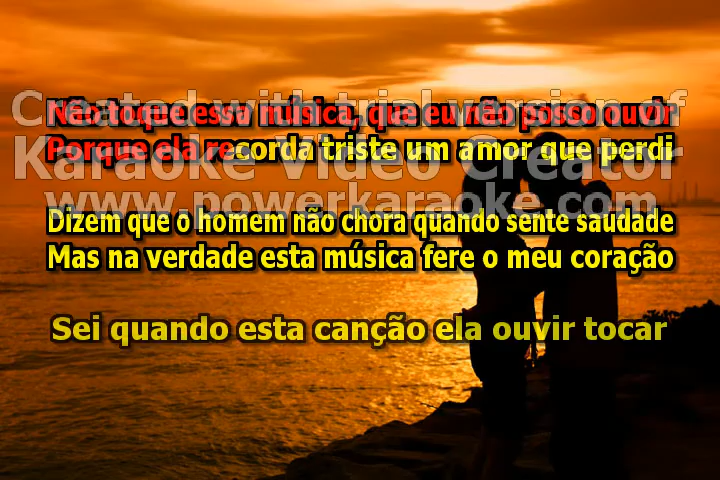 Created with trial version of
Não toque essa música, que eu não posso ouvir
Porque ela recorda triste um amor que perdi
Karaoke Video Creator
www.powerkaraoke.com
Dizem que o homem não chora quando sente saudade
Mas na verdade esta música fere o meu coração
Sei quando esta canção ela ouvir tocar